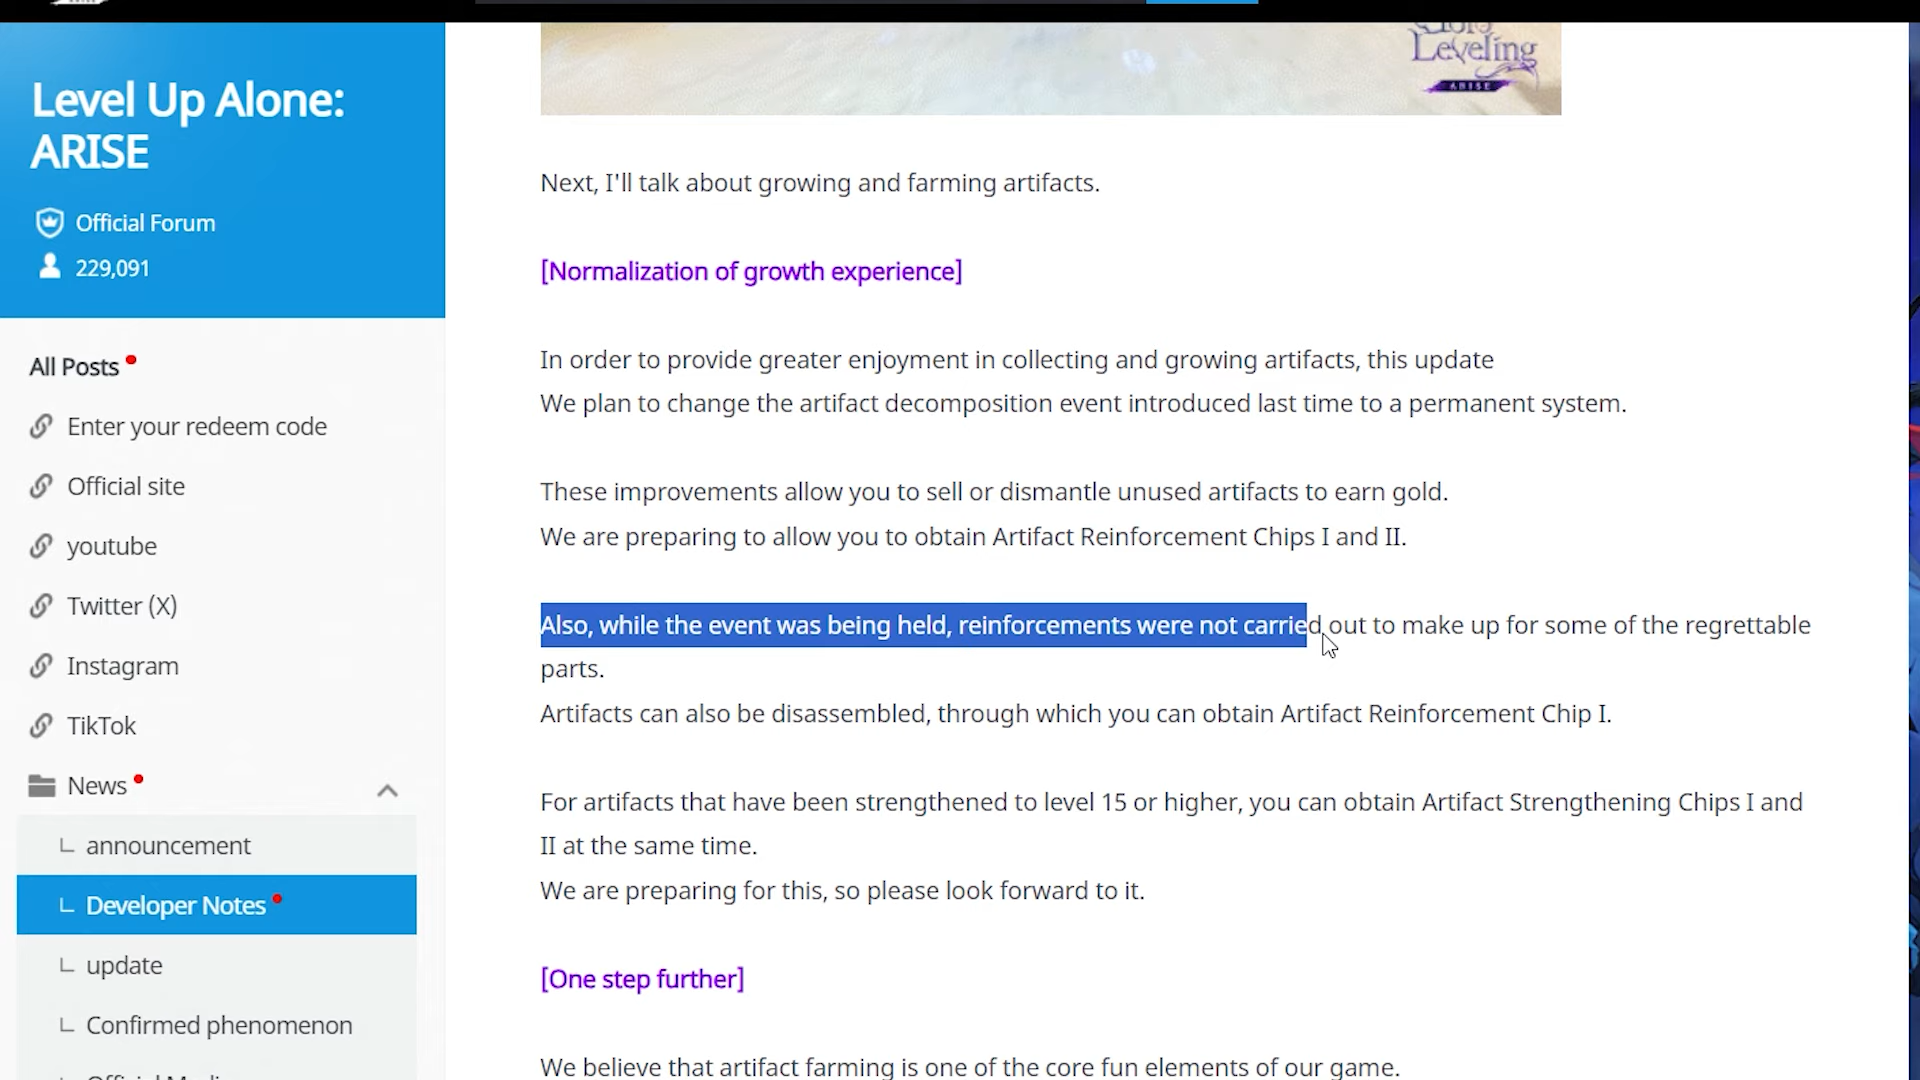 Leveling
ARISE
Level Up Alone:
ARISE
Official Forum
229,091
All Posts
Enter your redeem code
Official site
youtube
Twitter (X)
Instagram
TikTok
News
announcement
Developer Notes
update
Confirmed phenomenon
Next, I'll talk about growing and farming artifacts.
[Normalization of growth experience]
In order to provide greater enjoyment in collecting and growing artifacts, this update
We plan to change the artifact decomposition event introduced last time to a permanent system.
These improvements allow you to sell or dismantle unused artifacts to earn gold.
We are preparing to allow you to obtain Artifact Reinforcement Chips I and II.
Also, while the event was being held, reinforcements were not carried out to make up for some of the regrettable
parts.
Artifacts can also be disassembled, through which you can obtain Artifact Reinforcement Chip I.
For artifacts that have been strengthened to level 15 or higher, you can obtain Artifact Strengthening Chips I and
II at the same time.
We are preparing for this, so please look forward to it.
[One step further]
We believe that artifact farming is one of the core fun elements of our game.